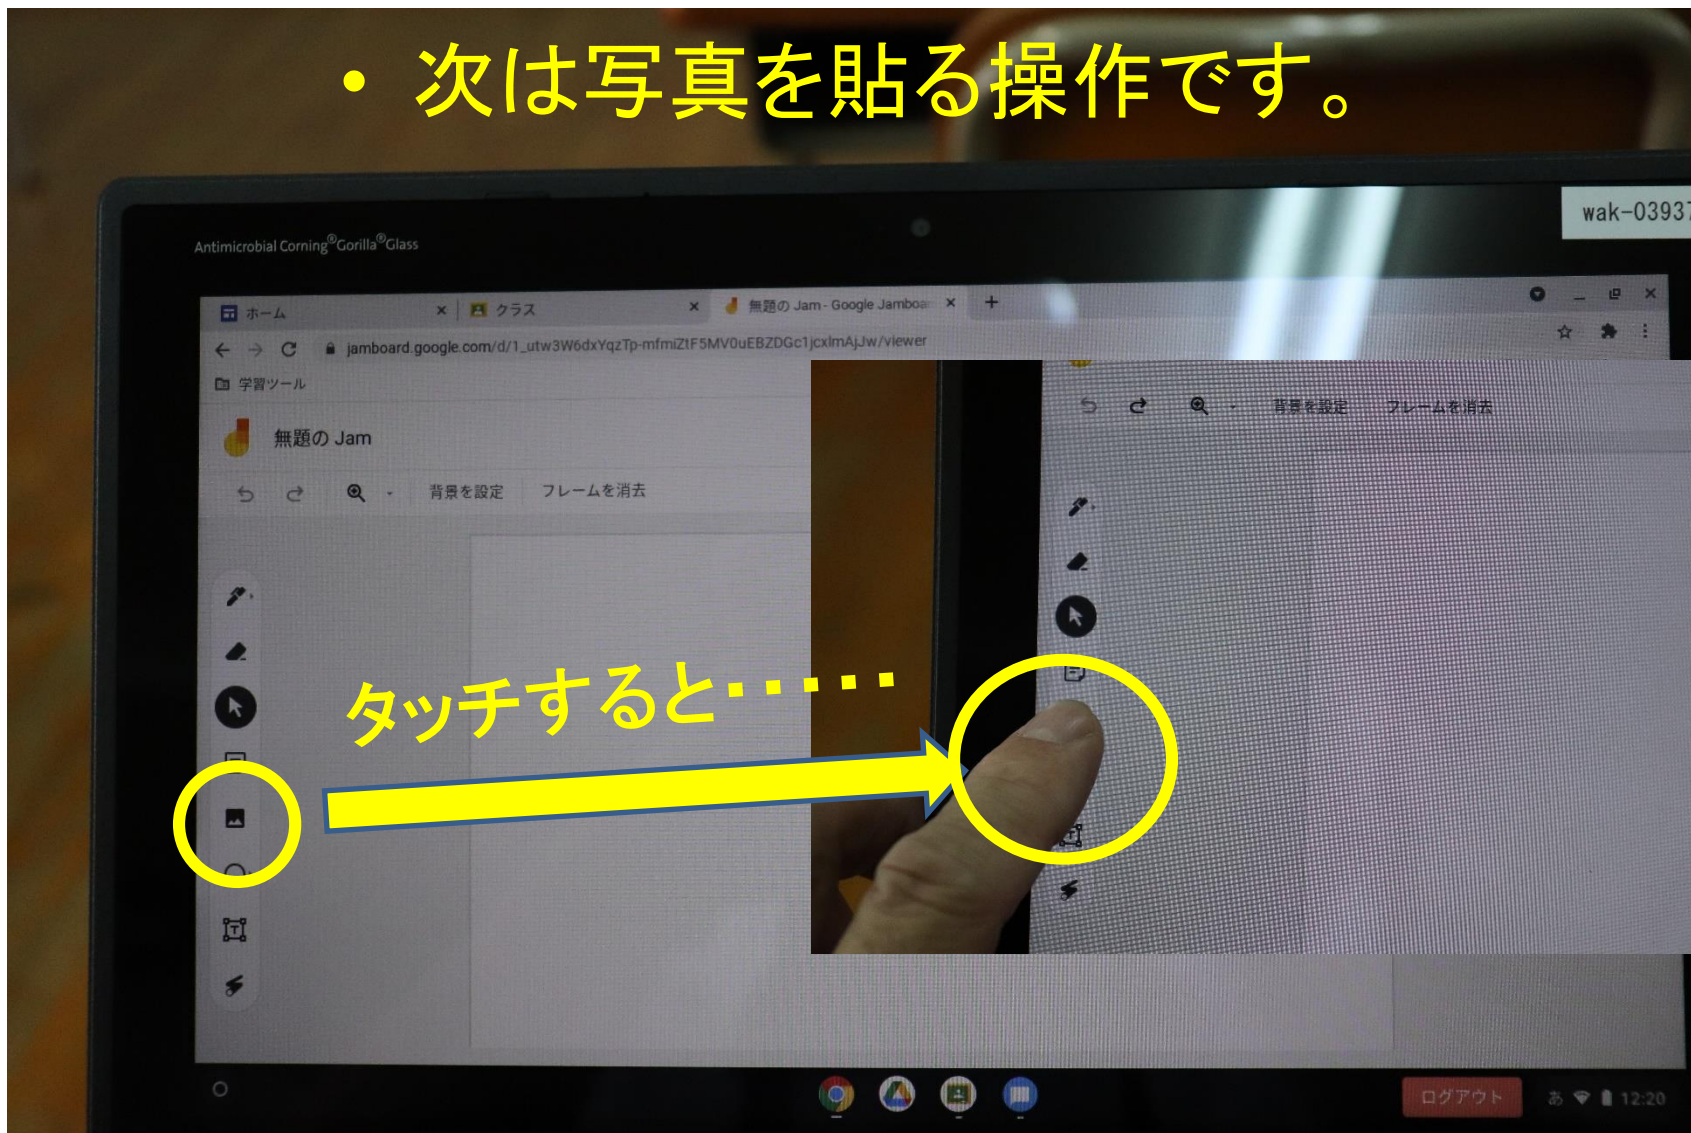 • 次は写真を貼る操作です。
wak-03937
Antimicrobial Corning®Gorilla®Glass
ホーム
クラス
無題の Jam - Google Jamboa
jamboard.google.com/d/
/viewer
学習ツール
無題の Jam
背景を設定
フレームを消去
背景を設定
フレームを消去
タッチすると・・・・・
ログアウト
あ
12:20